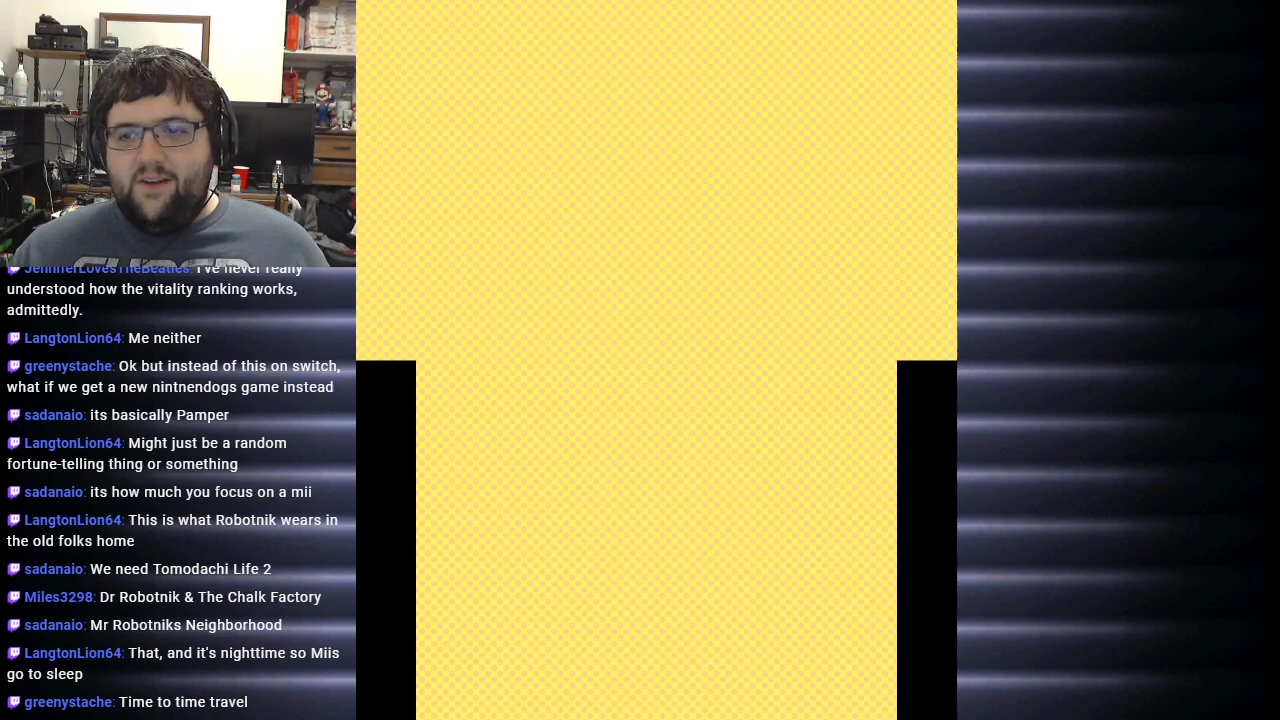 JenniferLovesTheBeatles: I've never really
understood how the vitality ranking works,
admittedly.
LangtonLion64: Me neither
greenystache: Ok but instead of this on switch,
what if we get a new nintnendogs game instead
sadanaio: its basically Pamper
LangtonLion64: Might just be a random
fortune-telling thing or something
sadanaio: its how much you focus on a mii
LangtonLion64: This is what Robotnik wears in
the old folks home
sadanaio: We need Tomodachi Life 2
Miles3298: Dr Robotnik & The Chalk Factory
sadanaio: Mr Robotniks Neighborhood
LangtonLion64: That, and it's nighttime so Miis
go to sleep
greenystache: Time to time travel